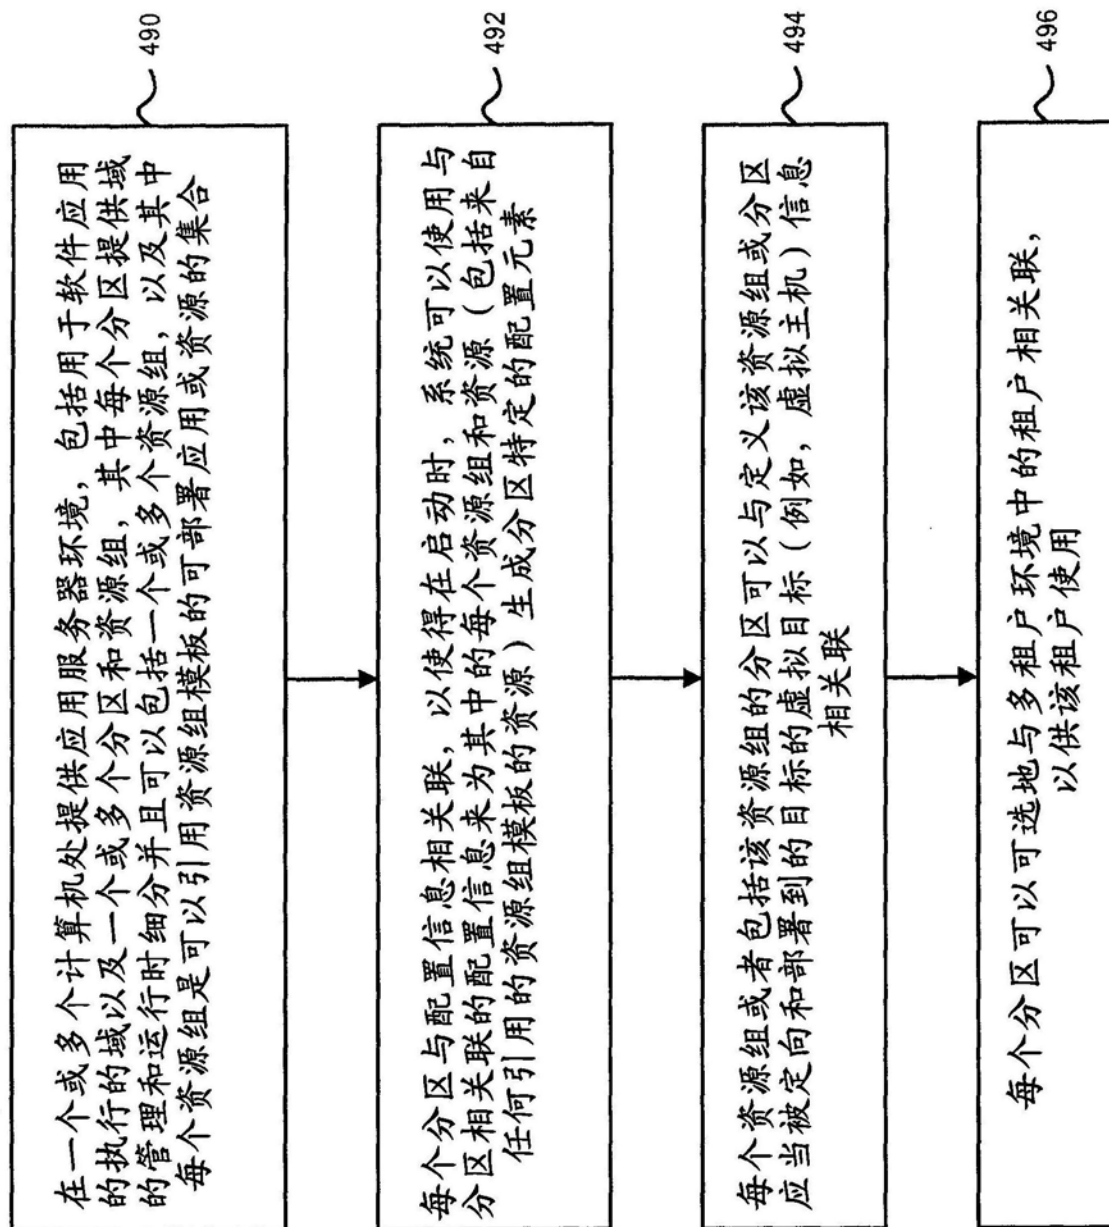 在一个或多个计算机处提供应用服务器环境，包括用于软件应用
的执行的域以及一个或多个分区和资源组，其中每个分区提供域
的管理和运行时细分并且可以包括一个或多个资源组，以及其中
每个资源组是可以引用资源组模板的可部署应用或资源的集合
490
每个分区与配置信息相关联，以使得在启动时，系统可以使用与
分区相关联的配置信息来为其中的每个资源组和资源（包括来自
任何引用的资源组模板的资源）生成分区特定的配置元素
492
每个资源组或者包括该资源组的分区可以与定义该资源组或分区
应当被定向和部署到的目标的虚拟目标（例如，虚拟主机）信息
相关联
494
每个分区可以可选地与多租户环境中的租户相关联，
以供该租户使用
496